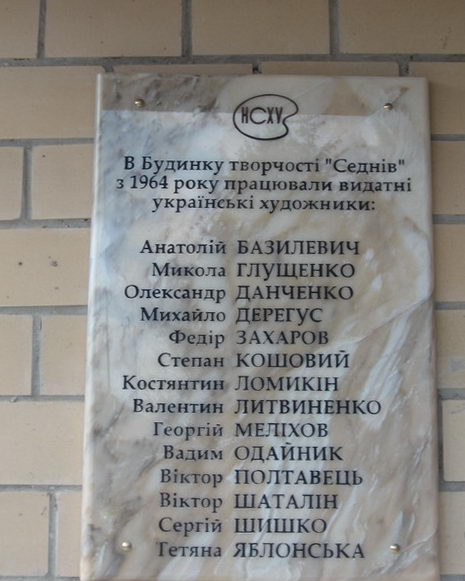 НСХУ
В Будинку творчості "Седнів"
з 1964 року працювали видатні
українські художники:
Анатолій БАЗИЛЕВИЧ
Микола ГЛУЩЕНКО
Олександр ДАНЧЕНКО
Михайло ДЕРЕГУС
Федір ЗАХАРОВ
Степан КОШОВИЙ
Костянтин ЛОМИКІН
Валентин ЛИТВИНЕНКО
Георгій МЕЛІХОВ
Вадим ОДАЙНИК
Віктор ПОЛТАВЕЦЬ
Віктор ШАТАЛІН
Сергій ШИШКО
Тетяна ЯБЛОНСЬКА